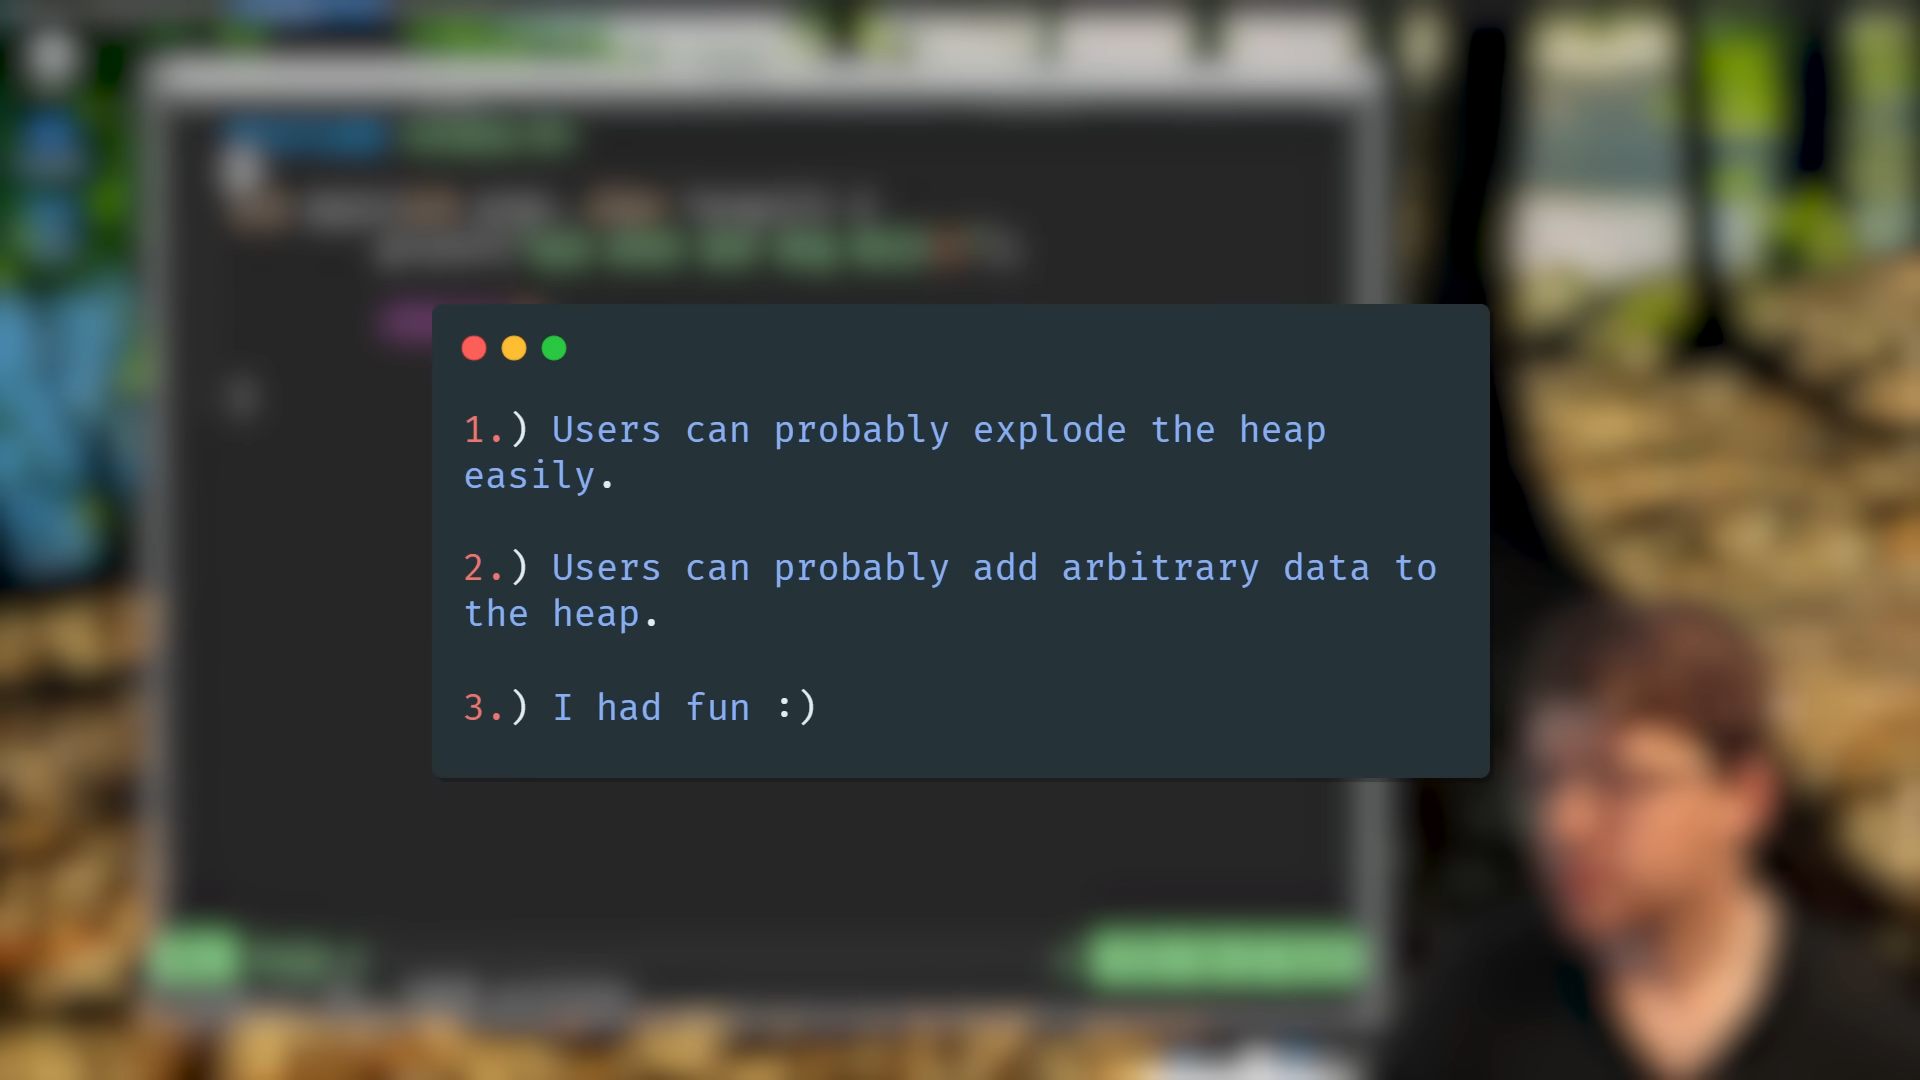 1.) Users can probably explode the heap
easily.
2.) Users can probably add arbitrary data to
the heap.
3.) I had fun :)